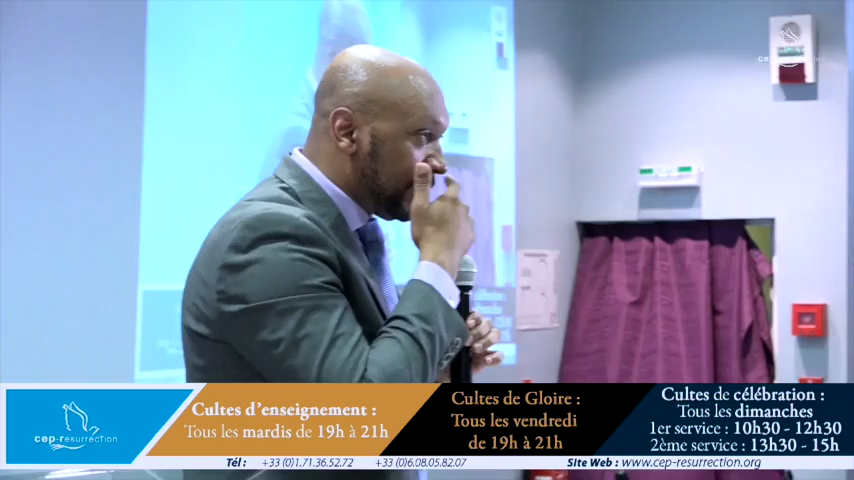 cep-resurrection
Cultes d'enseignement :
Tous les mardis de 19h à 21h
Cultes de Gloire :
Tous les vendredi
de 19h à 21h
Cultes de célébration :
Tous les dimanches
1er service : 10h30 - 12h30
2ème service : 13h30 - 15h
Tél : +33 (0)1.71.36.52.72 +33 (0)6.08.05.82.07
Site Web : www.cep-resurrection.org